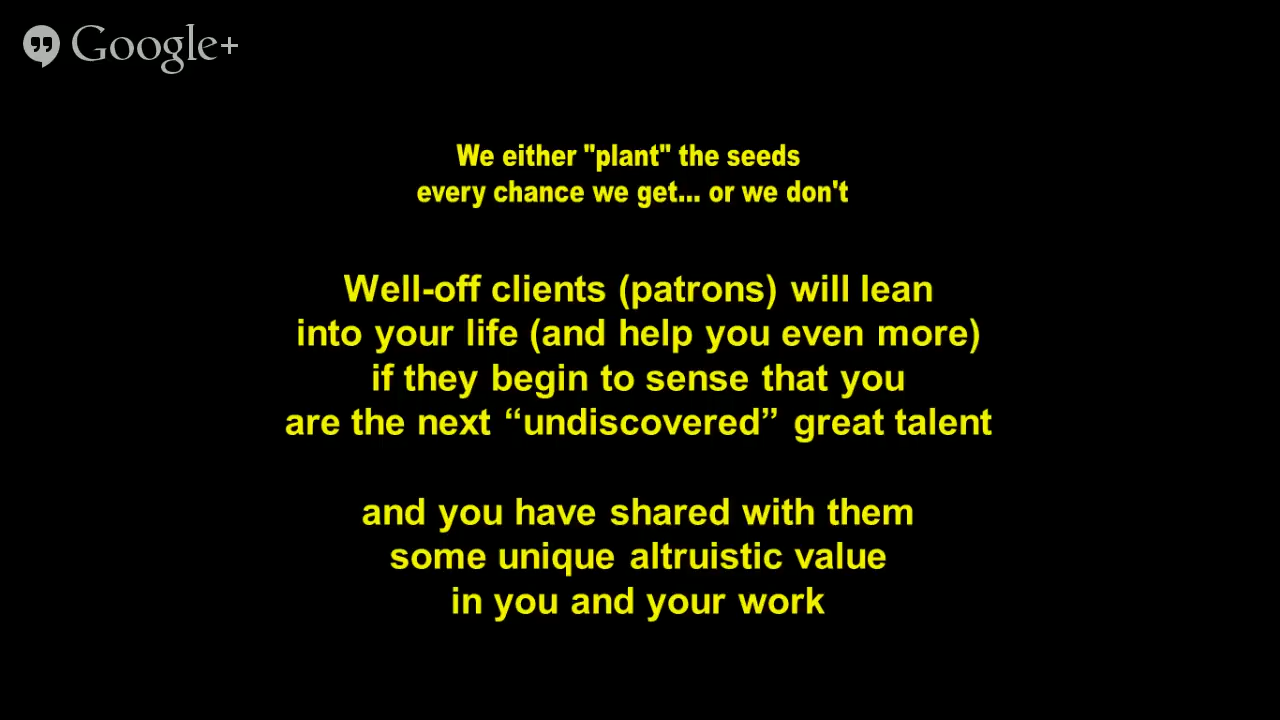 Google+
We either "plant" the seeds
every chance we get... or we don't
Well-off clients (patrons) will lean
into your life (and help you even more)
if they begin to sense that you
are the next “undiscovered” great talent
and you have shared with them
some unique altruistic value
in you and your work